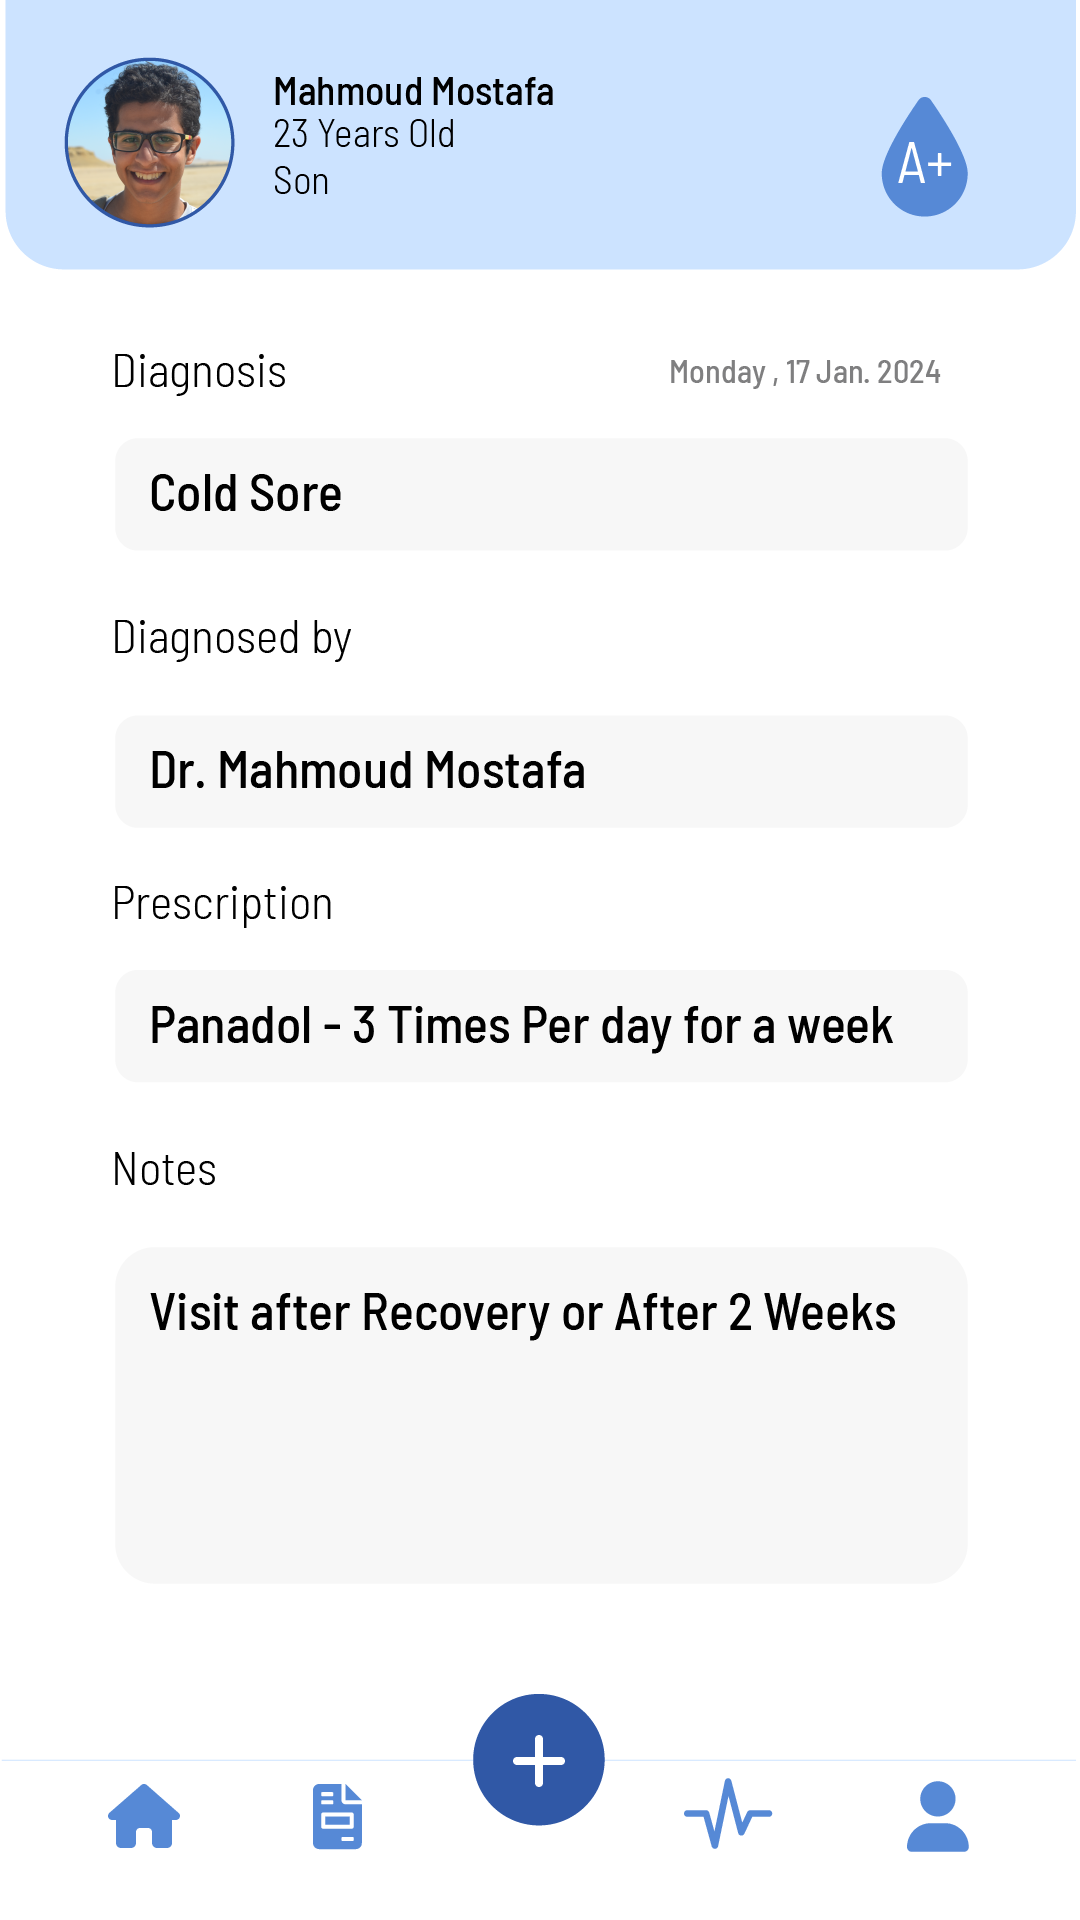 Mahmoud Mostafa
23 Years Old
Son
A+
Diagnosis
Monday , 17 Jan. 2024
Cold Sore
Diagnosed by
Dr. Mahmoud Mostafa
Prescription
Panadol - 3 Times Per day for a week
Notes
Visit after Recovery or After 2 Weeks